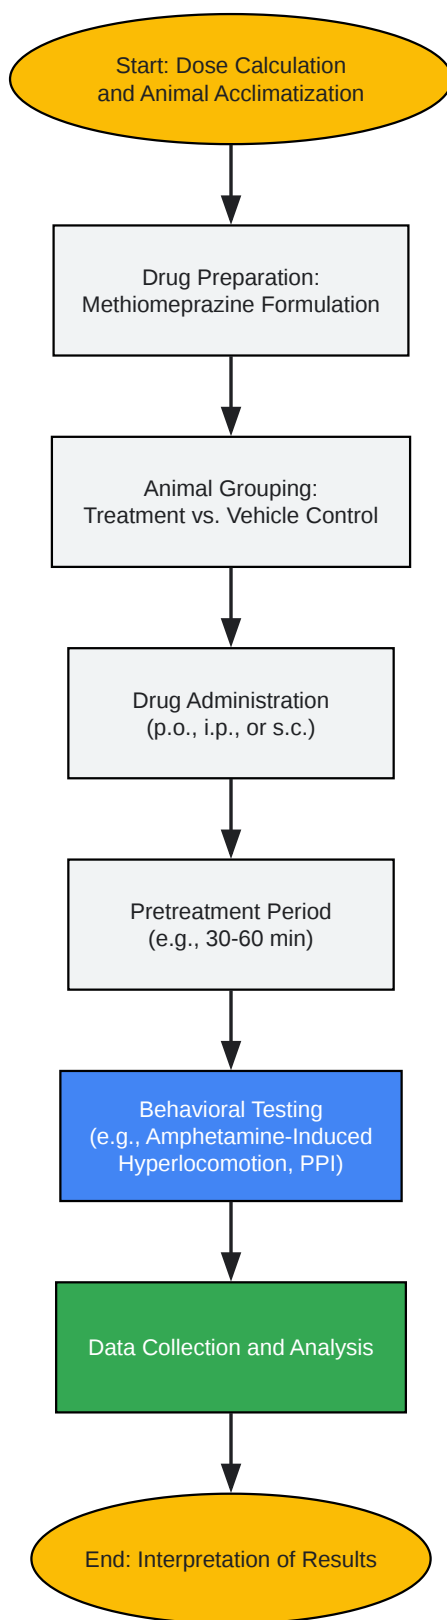 Start: Dose Calculation
and Animal Acclimatization
Drug Preparation:
Methiomeprazine Formulation
Animal Grouping:
Treatment vs. Vehicle Control
Drug Administration
(p.o., i.p., or s.c.)
Pretreatment Period
(e.g., 30-60 min)
Behavioral Testing
(e.g., Amphetamine-Induced
Hyperlocomotion, PPI)
Data Collection and Analysis
End: Interpretation of Results